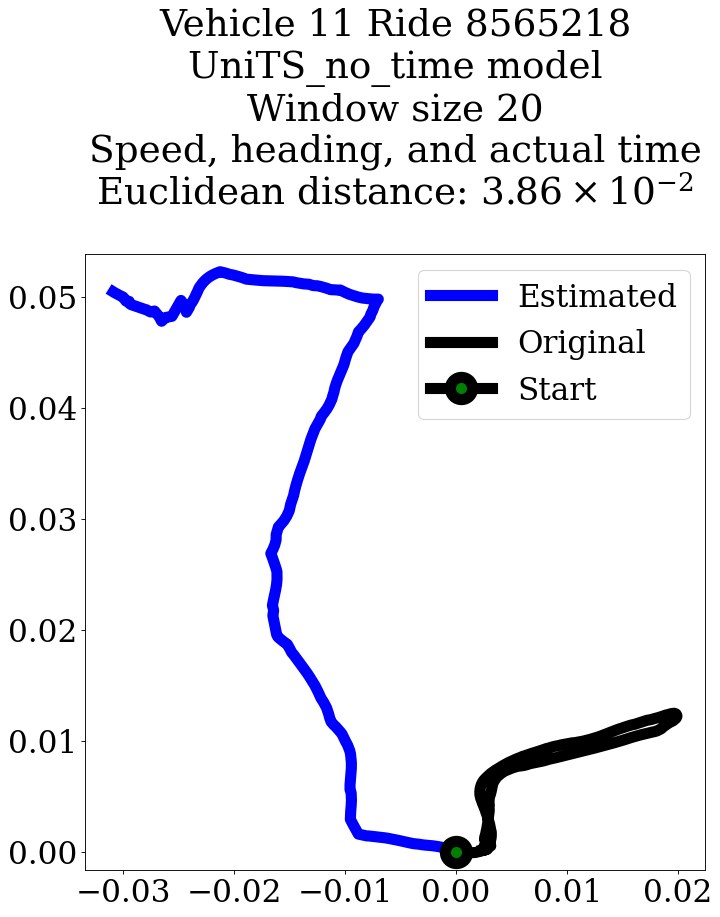 Vehicle 11 Ride 8565218
UniTS_no_time model
Window size 20
Speed, heading, and actual time
Euclidean distance: 3.86 × 10⁻²
Estimated
Original
Start
0.05
0.04
0.03
0.02
0.01
0.00
−0.03 −0.02 −0.01 0.00 0.01 0.02